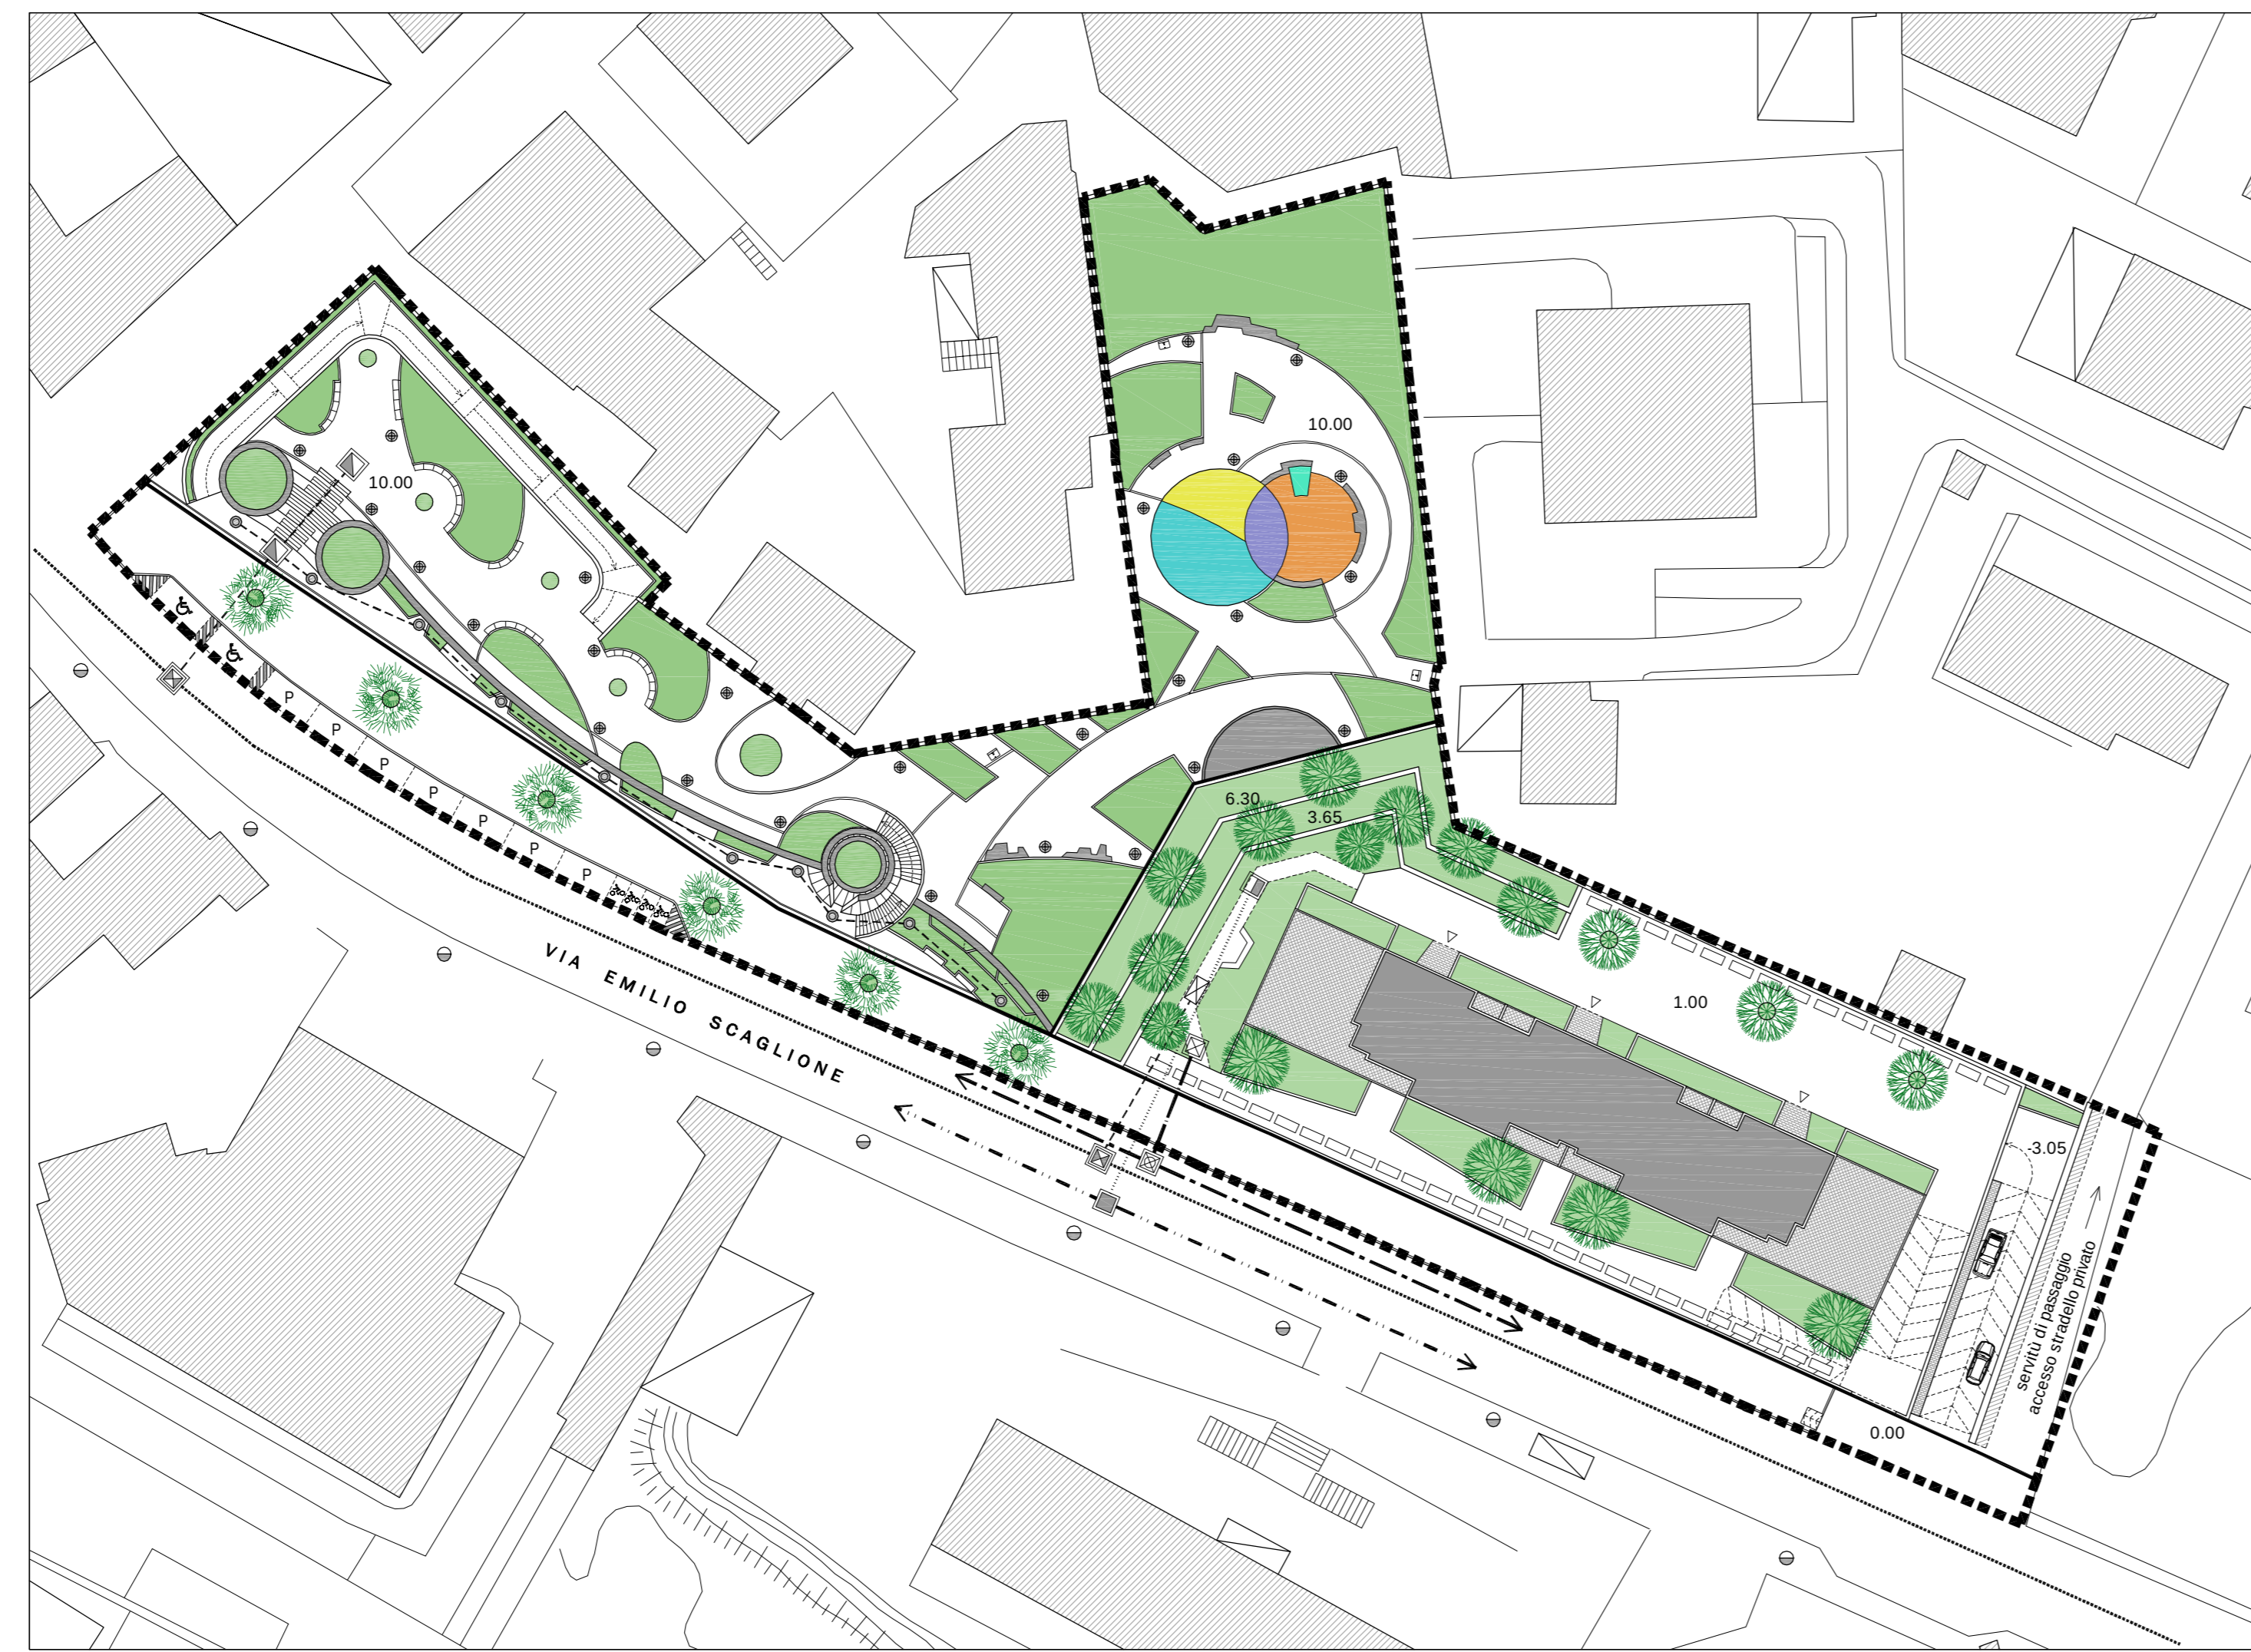 10.00
10.00
P
P
P
P
P
P
P
6.30
3.65
VIA EMILIO SCAGLIONE
1.00
-3.05
servitù di passaggio
accesso stradello privato
0.00